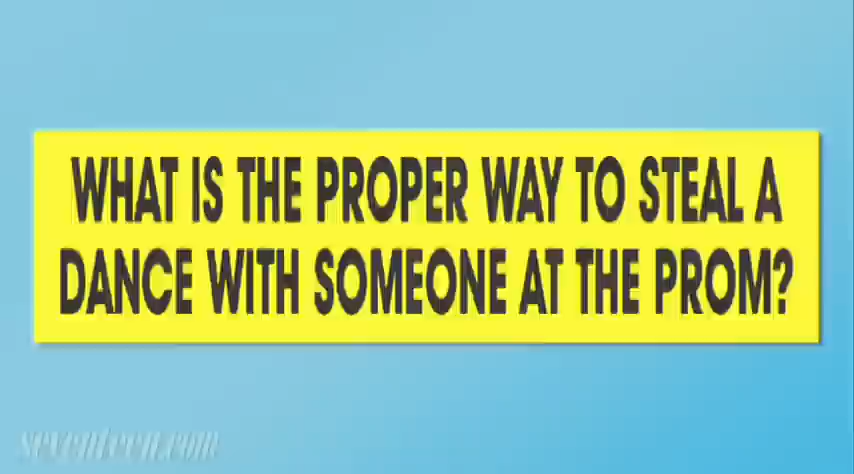 WHAT IS THE PROPER WAY TO STEAL A
DANCE WITH SOMEONE AT THE PROM?
seventeen.com